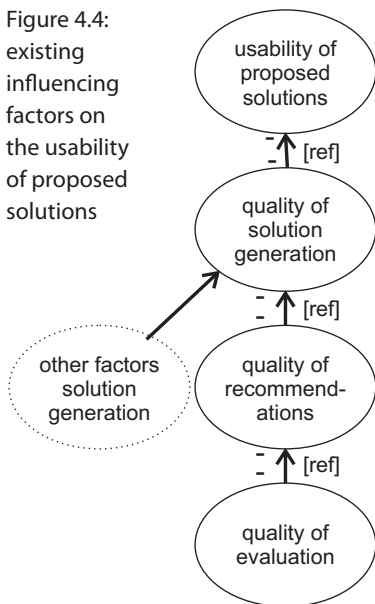 Figure 4.4:
existing
influencing
factors on
the usability
of proposed
solutions
usability of
proposed
solutions
-
- [ref]
quality of
solution
generation
-
- [ref]
other factors
solution
generation
quality of
recommend-
ations
-
- [ref]
quality of
evaluation